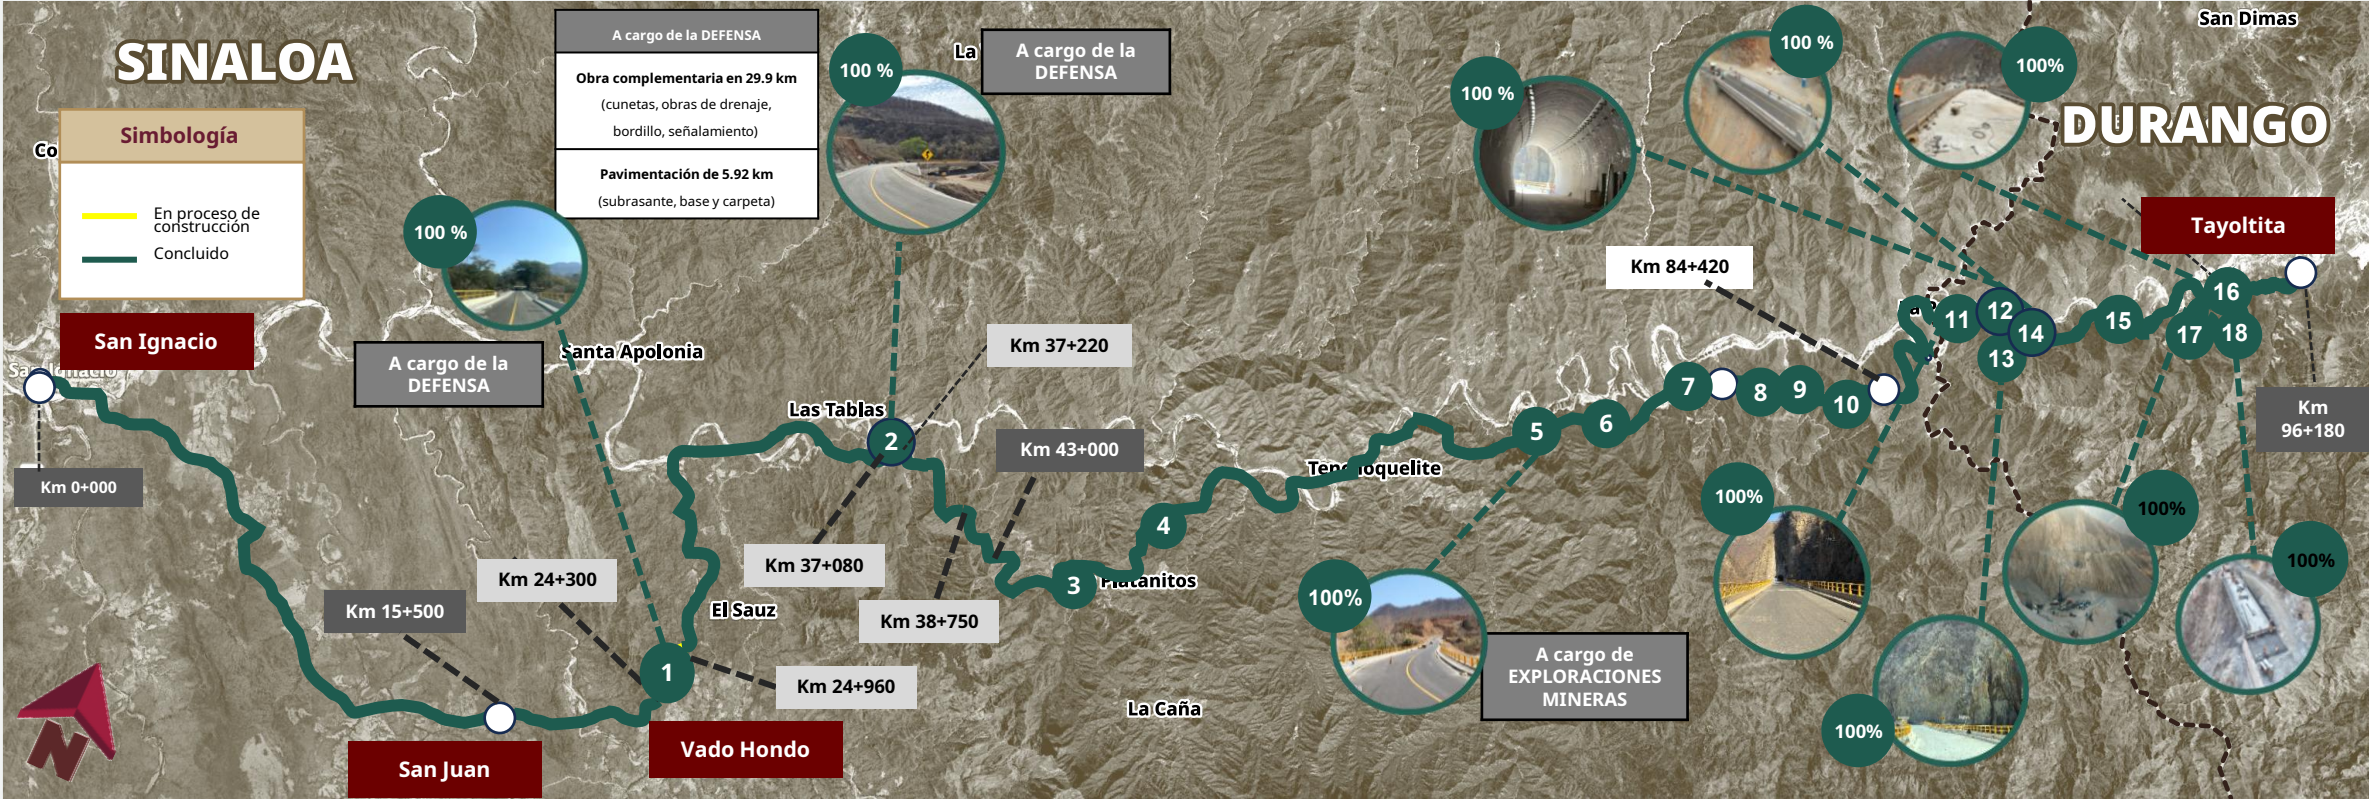 SINALOA
Simbología
En proceso de
construcción
Concluido
San Ignacio
San Ignacio
Co
Km 0+000
A cargo de la DEFENSA
Obra complementaria en 29.9 km
(cunetas, obras de drenaje,
bordillo, señalamiento)
Pavimentación de 5.92 km
(subrasante, base y carpeta)
100 %
A cargo de la
DEFENSA
Santa Apolonia
100 %
La
A cargo de la
DEFENSA
Km 37+220
Las Tablas
2
Km 43+000
Km 37+080
Km 38+750
Km 24+300
Km 15+500
El Sauz
1
Km 24+960
San Juan
Vado Hondo
N
3
Platanitos
4
La Caña
Tenchoquelite
5
6
7
8
9
10
100%
A cargo de
EXPLORACIONES
MINERAS
100 %
100 %
100%
San Dimas
DURANGO
Tayoltita
Km 84+420
11
12
13
14
15
16
17
18
Km
96+180
100%
100%
100%
100%